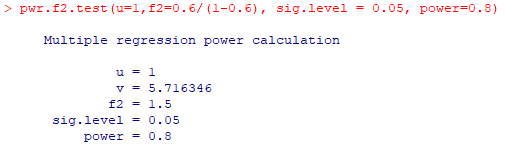 > pwr.f2.test(u=1,f2=0.6/(1-0.6), sig.level = 0.05, power=0.8)
Multiple regression power calculation
u = 1
v = 5.716346
f2 = 1.5
sig.level = 0.05
power = 0.8